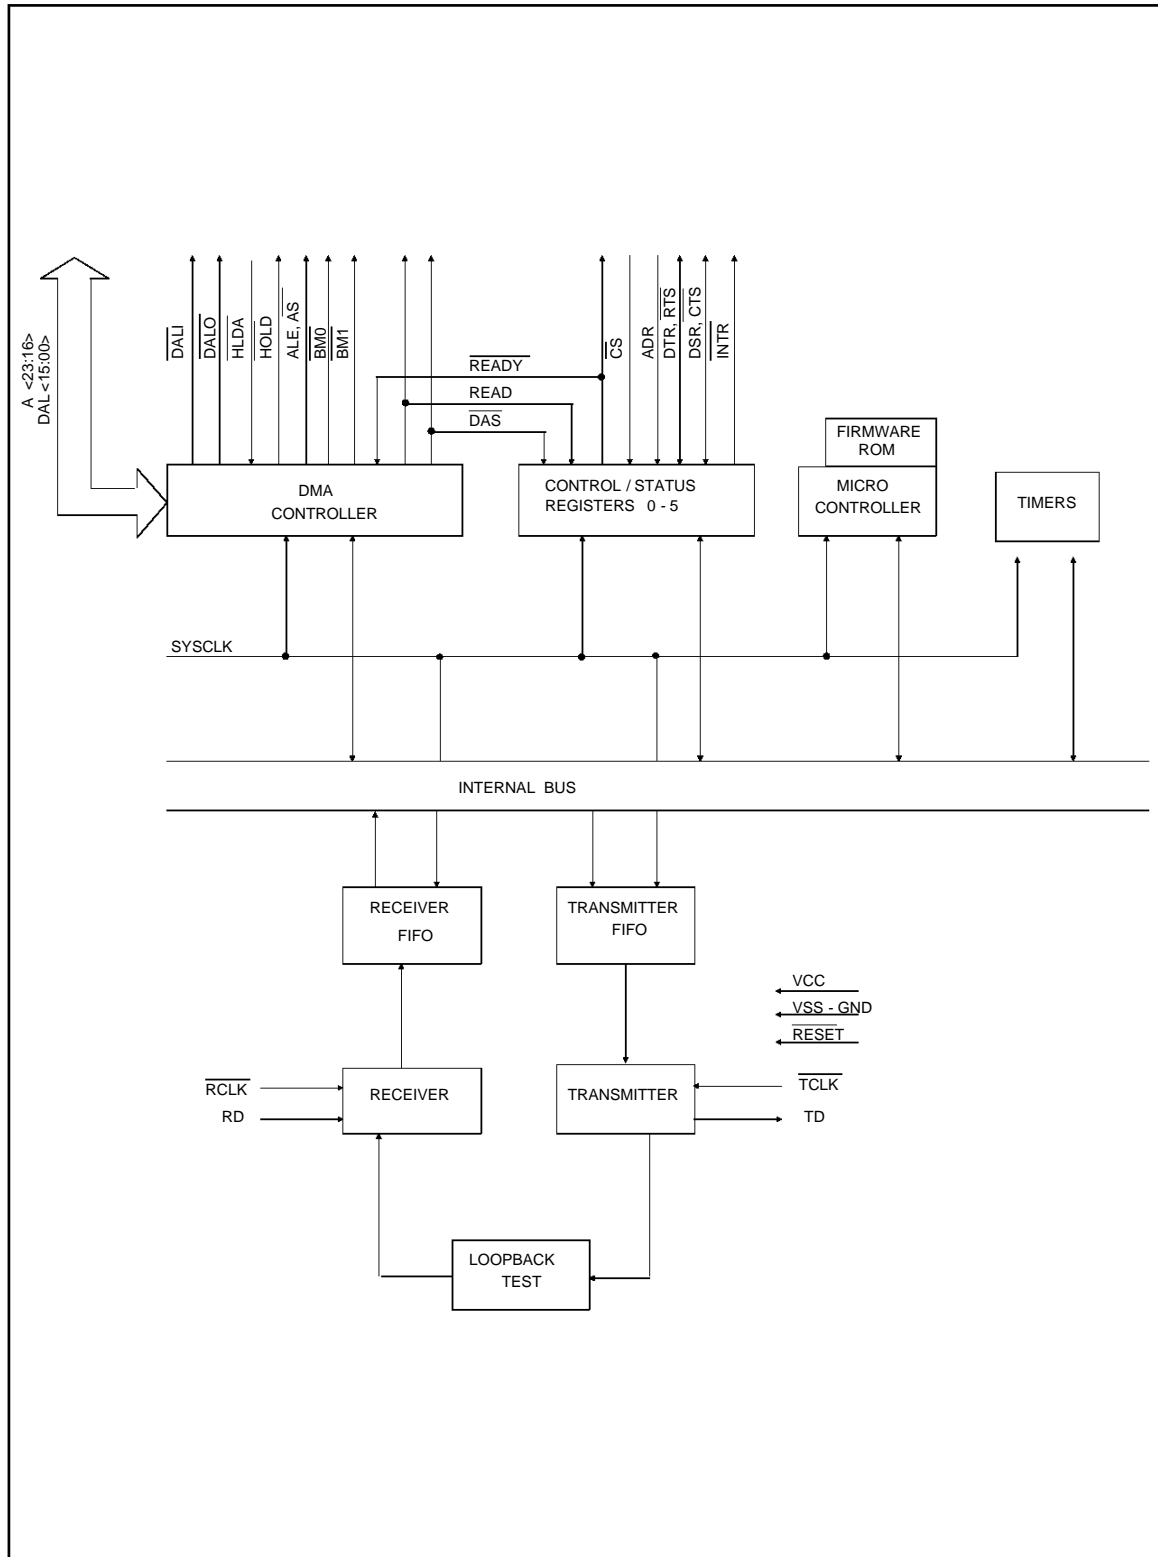 A <23:16>
DAL <15:00>
DALI
DALO
HLDA
HOLD
ALE, AS
BM0
BM1
READY
READ
DAS
CS
ADR
DTR, RTS
DSR, CTS
INTR
FIRMWARE
ROM
DMA
CONTROLLER
CONTROL / STATUS
REGISTERS 0 - 5
MICRO
CONTROLLER
TIMERS
SYSCLK
INTERNAL BUS
RECEIVER
FIFO
TRANSMITTER
FIFO
VCC
VSS - GND
RESET
RCLK
RD
RECEIVER
TRANSMITTER
TCLK
TD
LOOPBACK
TEST